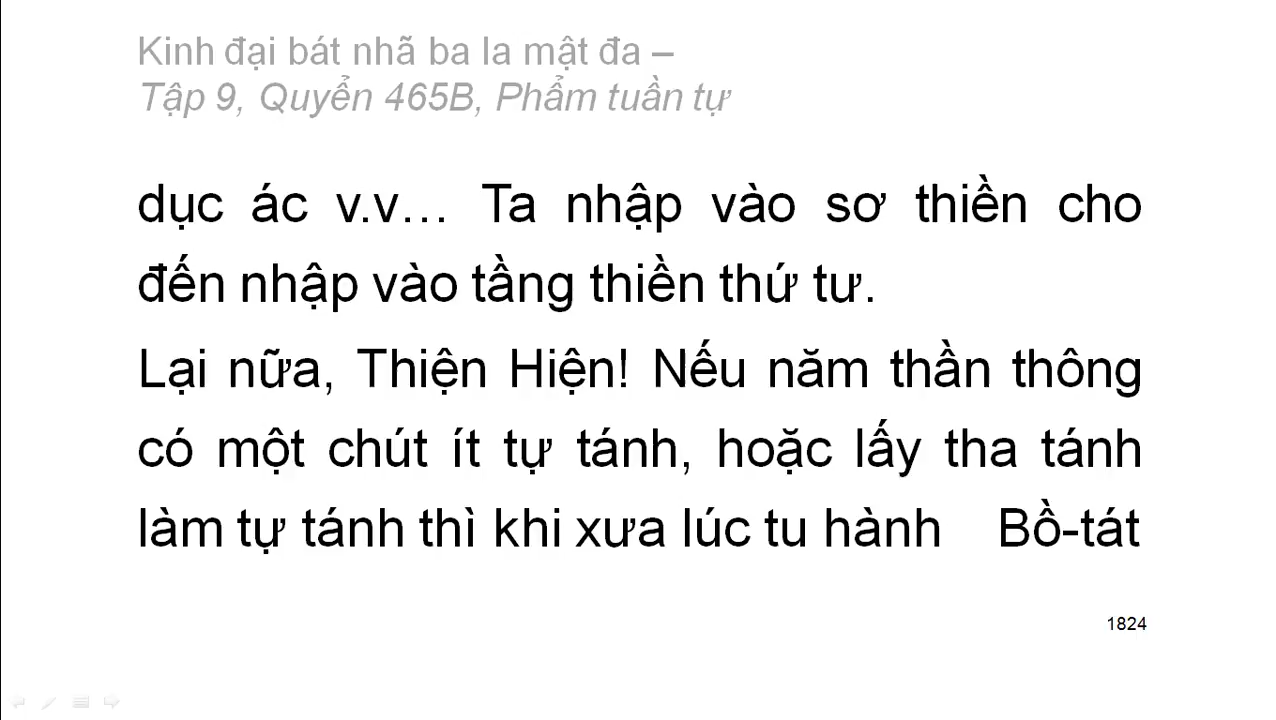 Kinh đại bát nhã ba la mật đa –
Tập 9, Quyển 465B, Phẩm tuần tự
dục ác v.v… Ta nhập vào sơ thiền cho
đến nhập vào tầng thiền thứ tư.
Lại nữa, Thiện Hiện! Nếu năm thần thông
có một chút ít tự tánh, hoặc lấy tha tánh
làm tự tánh thì khi xưa lúc tu hành Bồ-tát
1824